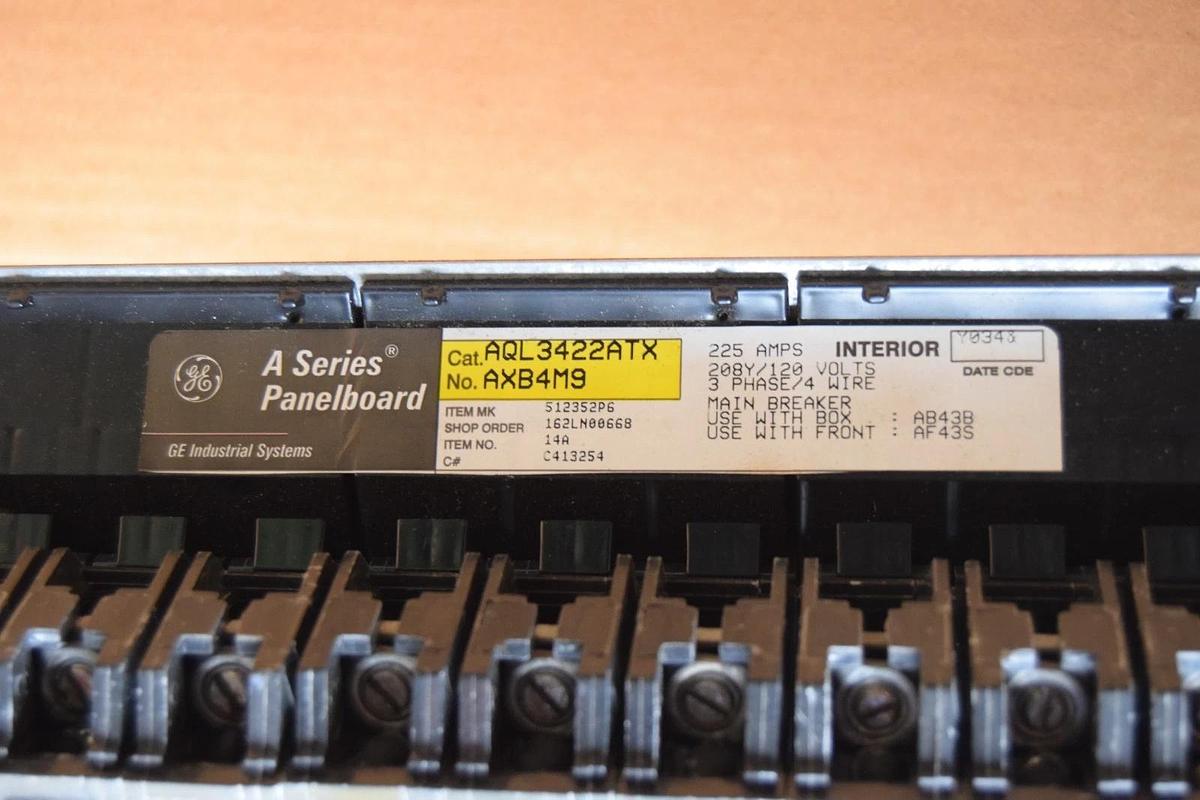 GE
A Series®
Panelboard
GE Industrial Systems
Cat. AQL3422ATX
No. AXB4M9
ITEM MK 512352P6
SHOP ORDER 162LN00668
ITEM NO. 14A
C# C413254
225 AMPS INTERIOR
208Y/120 VOLTS
3 PHASE/4 WIRE
MAIN BREAKER
USE WITH BOX : AB43B
USE WITH FRONT : AF43S
DATE CDE